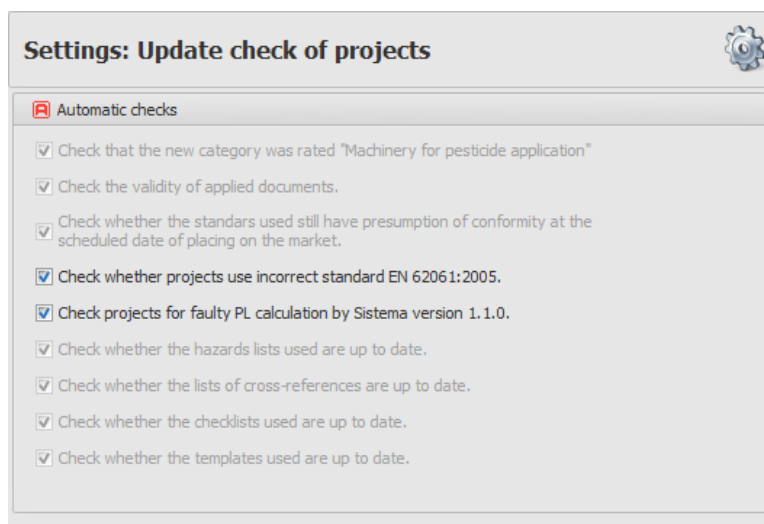 Settings: Update check of projects
Automatic checks
Check that the new category was rated "Machinery for pesticide application"
Check the validity of applied documents.
Check whether the standars used still have presumption of conformity at the
scheduled date of placing on the market.
Check whether projects use incorrect standard EN 62061:2005.
Check projects for faulty PL calculation by Sistema version 1.1.0.
Check whether the hazards lists used are up to date.
Check whether the lists of cross-references are up to date.
Check whether the checklists used are up to date.
Check whether the templates used are up to date.